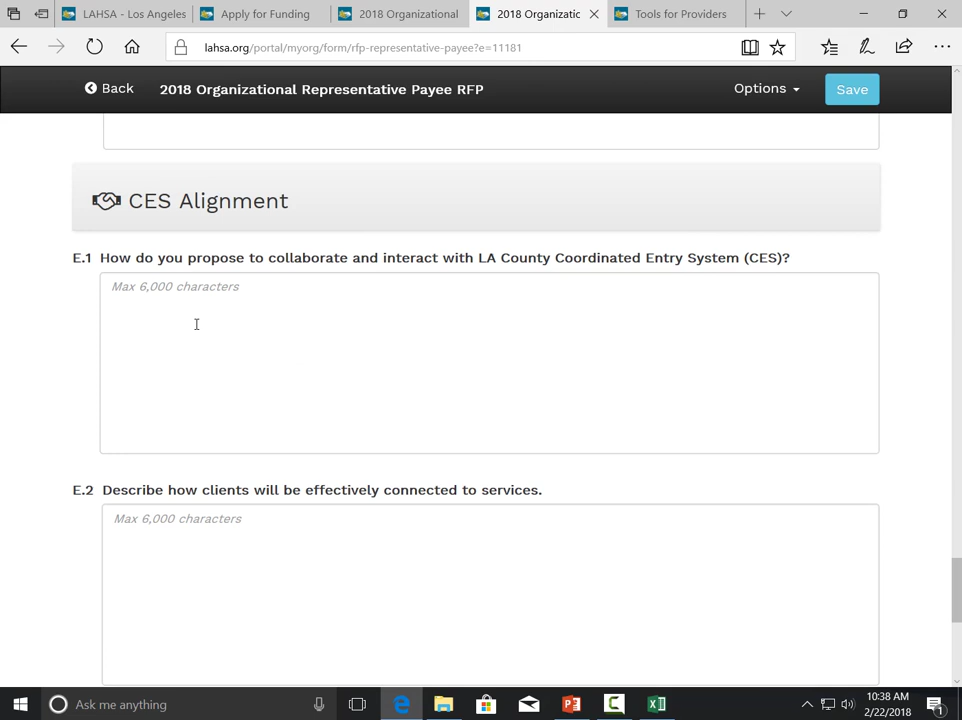 LAHSA - Los Angeles
Apply for Funding
2018 Organizational
2018 Organizatic
Tools for Providers
lahsa.org/portal/myorg/form/rfp-representative-payee?e=11181
Back
2018 Organizational Representative Payee RFP
Options
Save
CES Alignment
E.1 How do you propose to collaborate and interact with LA County Coordinated Entry System (CES)?
Max 6,000 characters
E.2 Describe how clients will be effectively connected to services.
Max 6,000 characters
Ask me anything
10:38 AM
2/22/2018
1